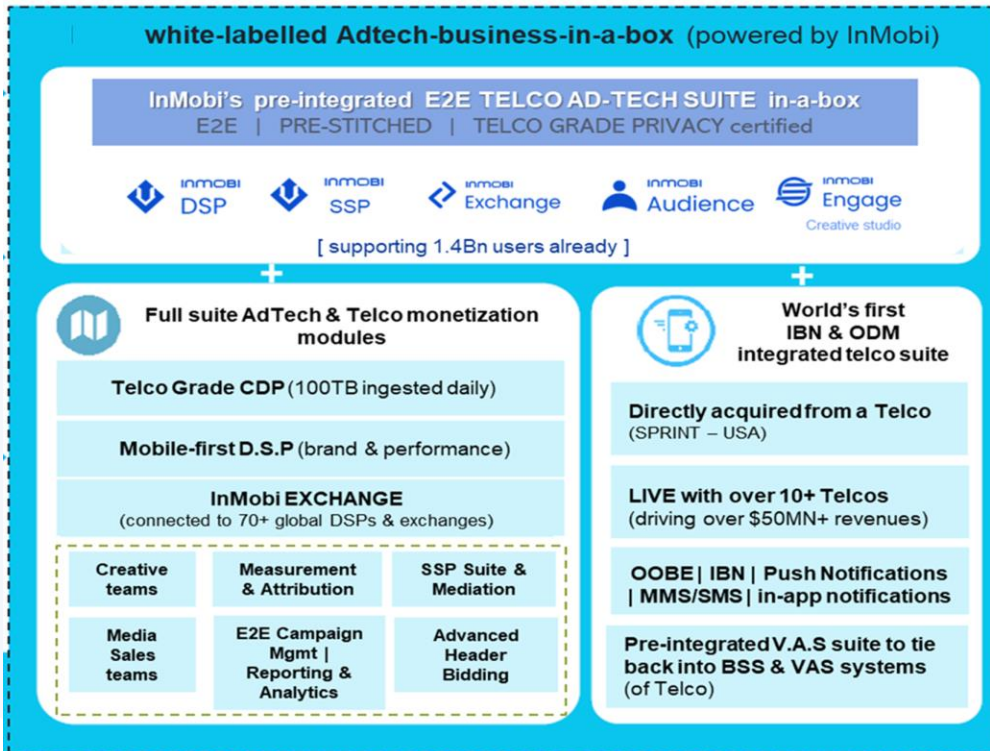 white-labelled Adtech-business-in-a-box (powered by InMobi)
InMobi's pre-integrated E2E TELCO AD-TECH SUITE in-a-box
E2E | PRE-STITCHED | TELCO GRADE PRIVACY certified
INMOBI
DSP
INMOBI
SSP
INMOBI
Exchange
INMOBI
Audience
INMOBI
Engage
Creative studio
[ supporting 1.4Bn users already ]
+
+
Full suite AdTech & Telco monetization
modules
Telco Grade CDP (100TB ingested daily)
Mobile-first D.S.P (brand & performance)
InMobi EXCHANGE
(connected to 70+ global DSPs & exchanges)
Creative
teams
Measurement
& Attribution
SSP Suite &
Mediation
Media
Sales
teams
E2E Campaign
Mgmt |
Reporting &
Analytics
Advanced
Header
Bidding
World's first
IBN & ODM
integrated telco suite
Directly acquired from a Telco
(SPRINT – USA)
LIVE with over 10+ Telcos
(driving over $50MN+ revenues)
OOBE | IBN | Push Notifications
| MMS/SMS | in-app notifications
Pre-integrated V.A.S suite to tie
back into BSS & VAS systems
(of Telco)